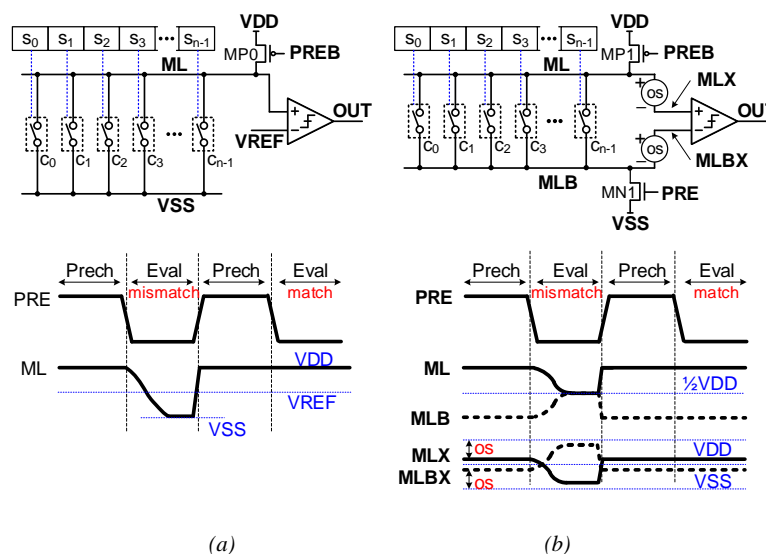 VDD
S0 S1 S2 S3 ... Sn-1
MP0 PREB
ML
OUT
VREF
C0 C1 C2 C3 ... Cn-1
VSS
Prech Eval Prech Eval
mismatch match
PRE
ML
VDD
VREF
VSS
(a)
VDD
S0 S1 S2 S3 ... Sn-1
MP1 PREB
ML
MLX
+ os −
OUT
C0 C1 C2 C3 ... Cn-1
− os +
MLBX
MLB
MN1 PRE
VSS
Prech Eval Prech Eval
mismatch match
PRE
ML
½VDD
MLB
os
VDD
MLX
MLBX
os
VSS
(b)